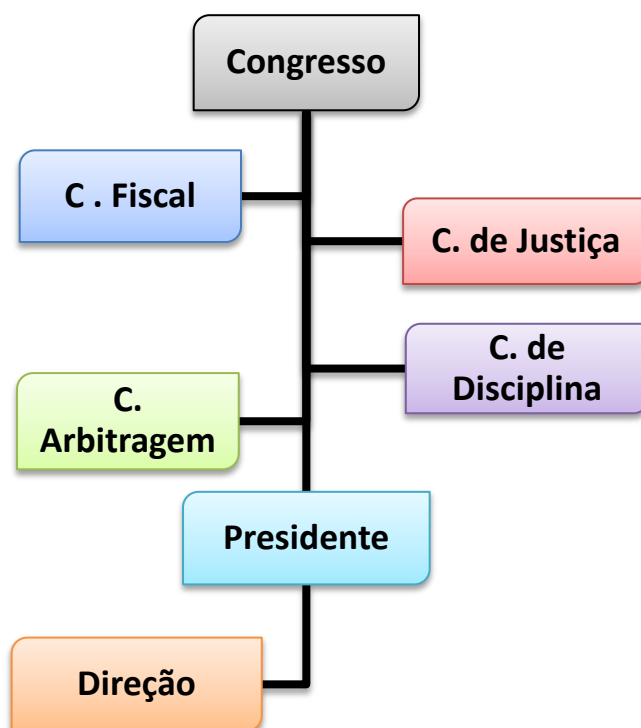 Congresso
C . Fiscal
C. de Justiça
C. de
Disciplina
C.
Arbitragem
Presidente
Direção